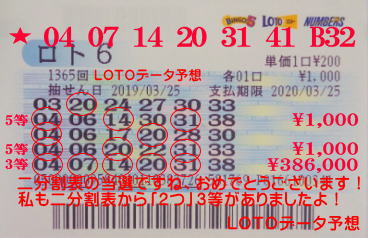 BINGO5 LOTO NUMBERS
★ 04 07 14 20 31 41 B32
ロト6
単価1口¥200
1365回 LOTOデータ予想 各01口 ¥1,000
抽せん日 2019/03/25 支払期限 2020/03/25
03 20 24 27 30 33
5等 04 06 14 30 31 38 ¥1,000
04 06 17 20 28 33
5等 04 06 20 22 31 33 ¥1,000
3等 04 07 14 20 31 38 ¥386,000
二分割表の当選ですね!おめでとうございます!
私も二分割表から「2つ」3等がありましたよ!
LOTOデータ予想